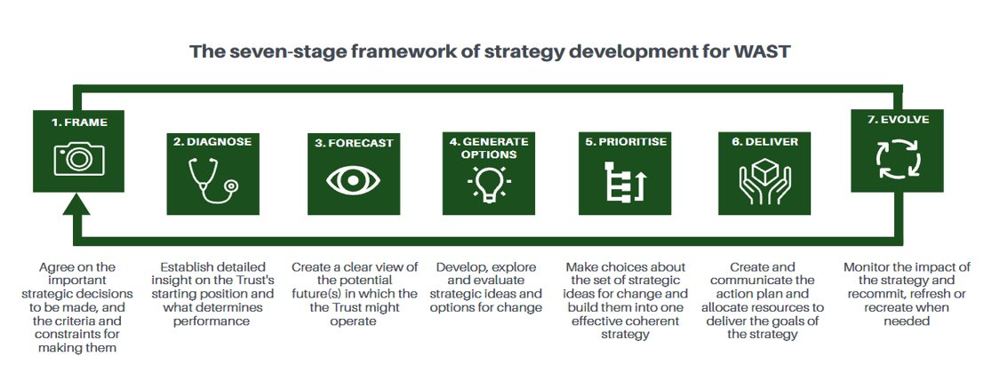 The seven-stage framework of strategy development for WAST
1. FRAME
2. DIAGNOSE
3. FORECAST
4. GENERATE
OPTIONS
5. PRIORITISE
6. DELIVER
7. EVOLVE
Agree on the
important
strategic decisions
to be made, and
the criteria and
constraints for
making them
Establish detailed
insight on the Trust's
starting position and
what determines
performance
Create a clear view of
the potential
future(s) in which the
the Trust might
operate
Develop, explore
and evaluate
strategic ideas and
options for change
Make choices about
the set of strategic
ideas for change and
build them into one
effective coherent
strategy
Create and
communicate the
action plan and
allocate resources to
deliver the goals of
the strategy
Monitor the impact of
the strategy and
recommit, refresh or
recreate when
needed